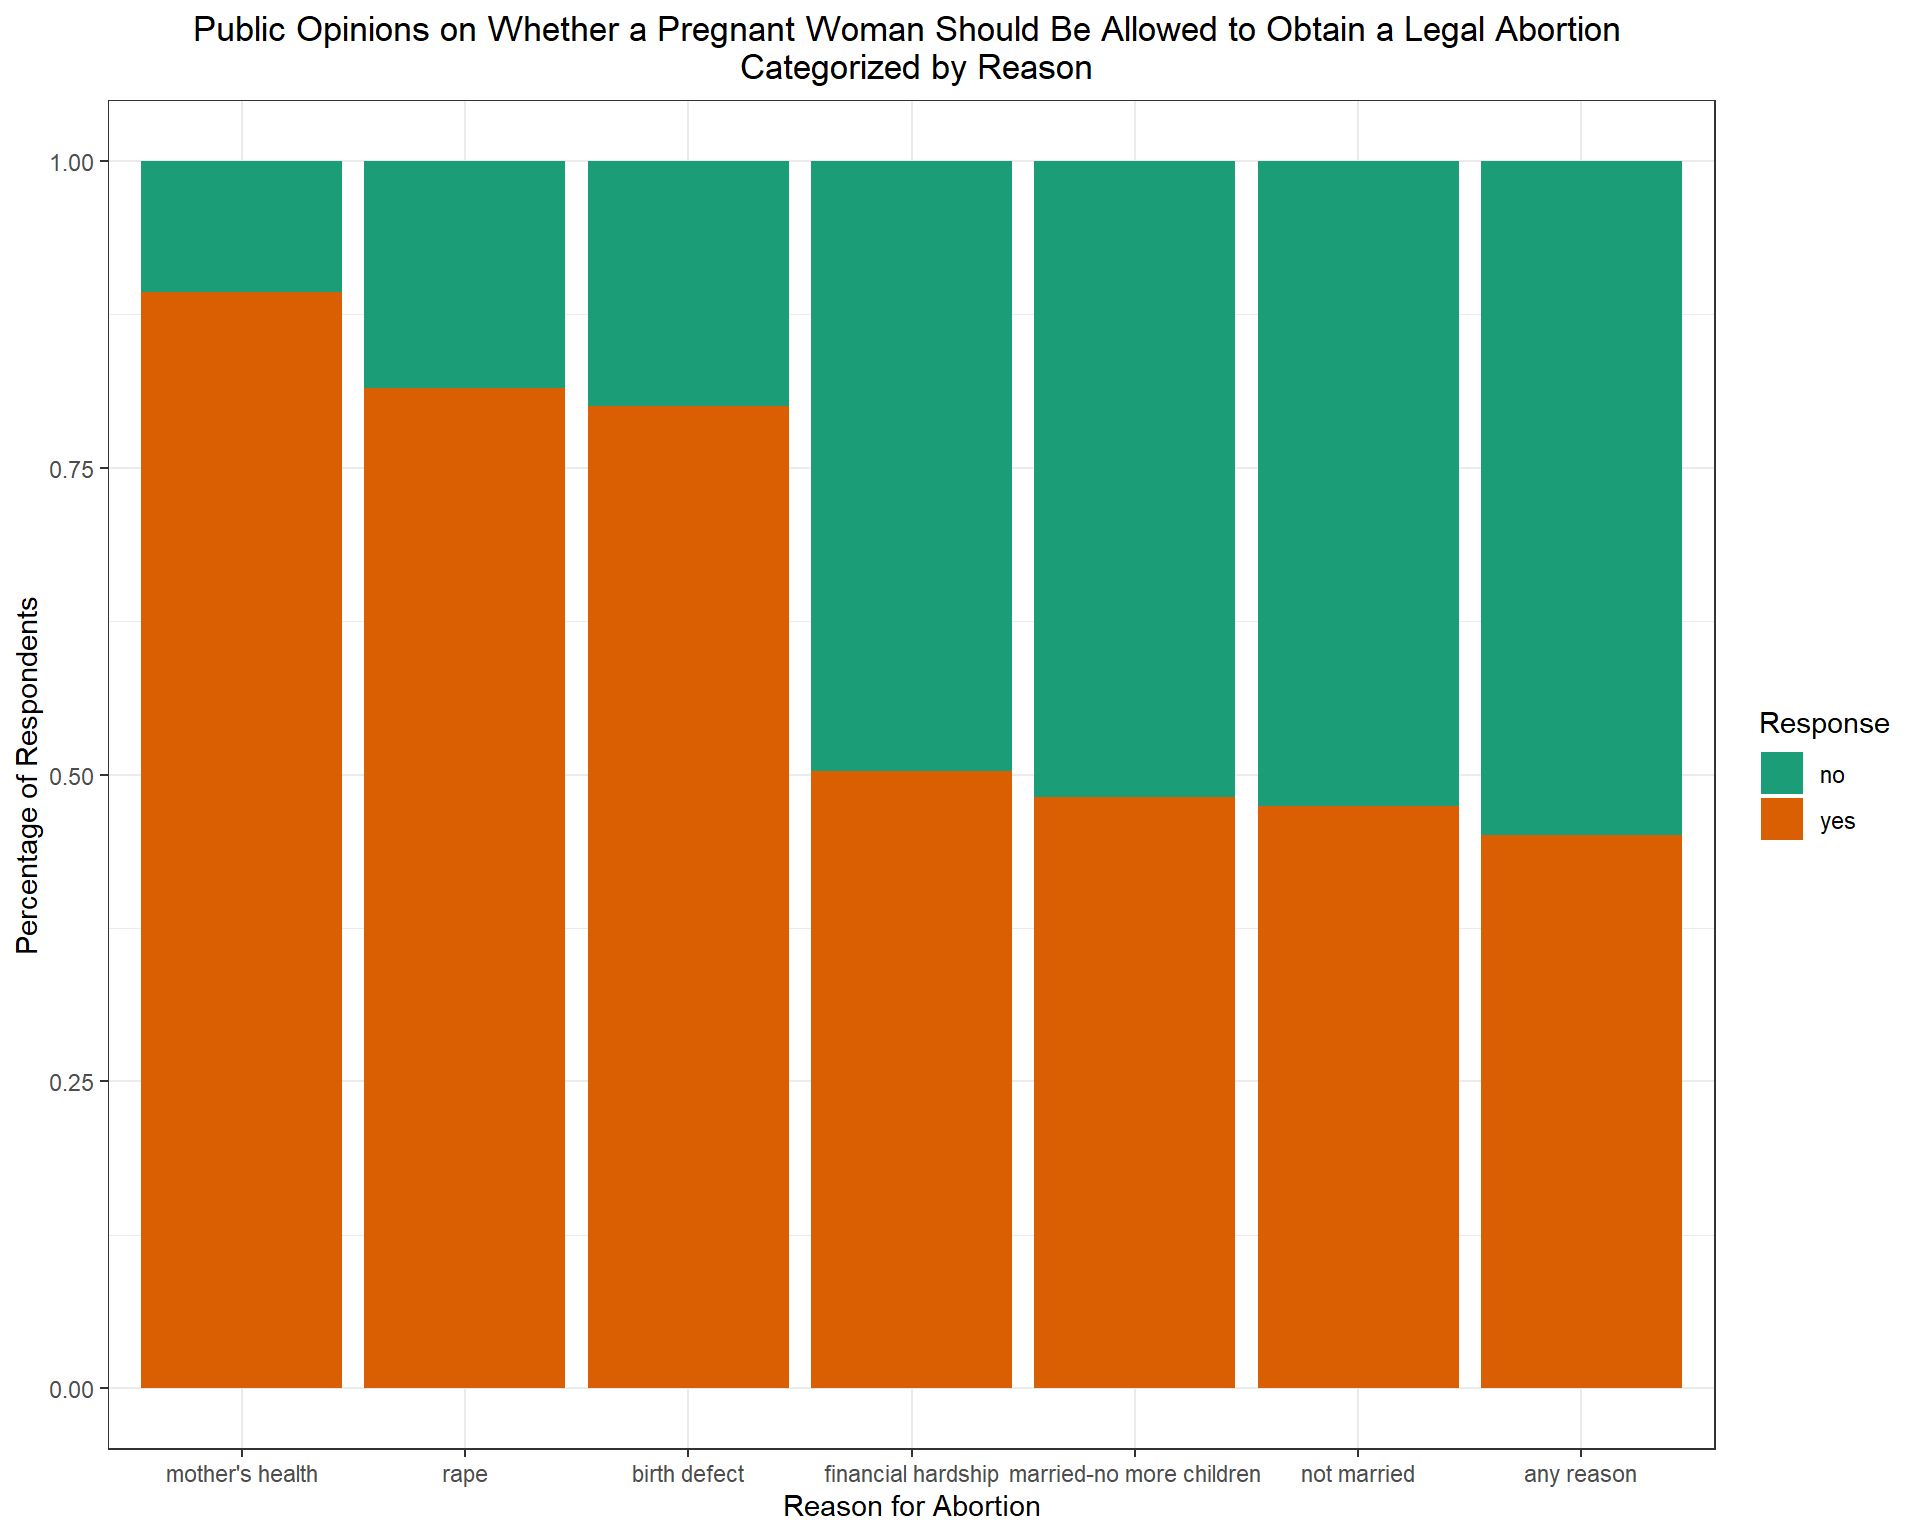 Public Opinions on Whether a Pregnant Woman Should Be Allowed to Obtain a Legal Abortion
Categorized by Reason
Percentage of Respondents
1.00
0.75
0.50
0.25
0.00
mother's health
rape
birth defect
financial hardship
married-no more children
not married
any reason
Reason for Abortion
Response
no
yes